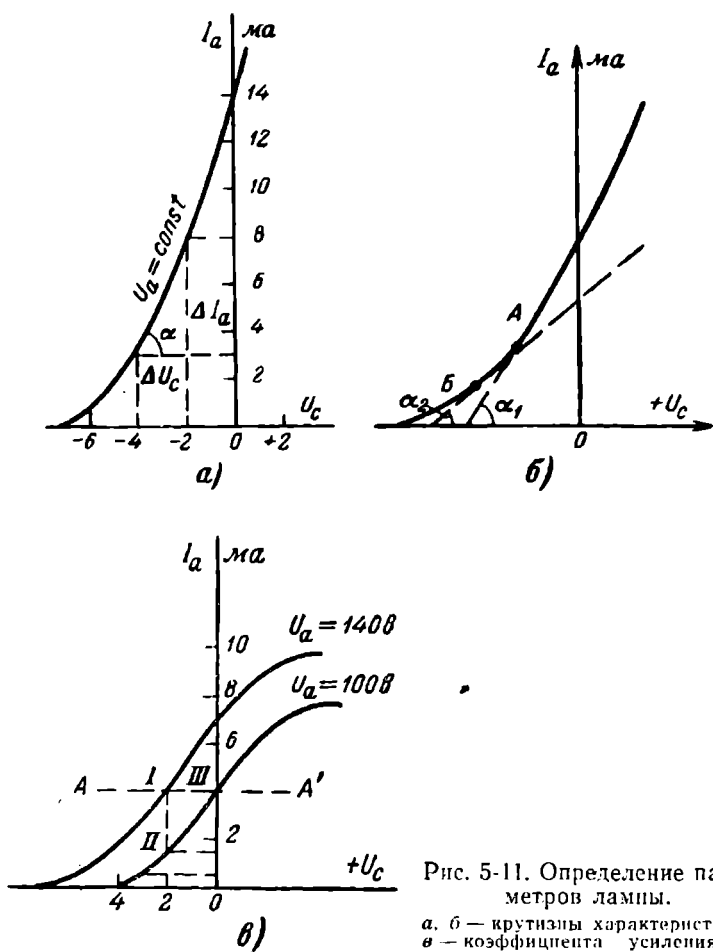 I_a ма
14
12
10
8
6
4
2
U_a = const
α
Δ I_a
ΔU_c
U_c
-6 -4 -2 0 +2
а)
I_a ма
А
Б
α_2 α_1
+U_c
0
б)
I_a ма
10
8
6
2
U_a = 140в
U_a = 100в
А I III А'
II
+U_c
4 2 0
в)
Рис. 5-11. Определение па
метров лампы.
а, б — крутизны характерист
в — коэффициента усиления